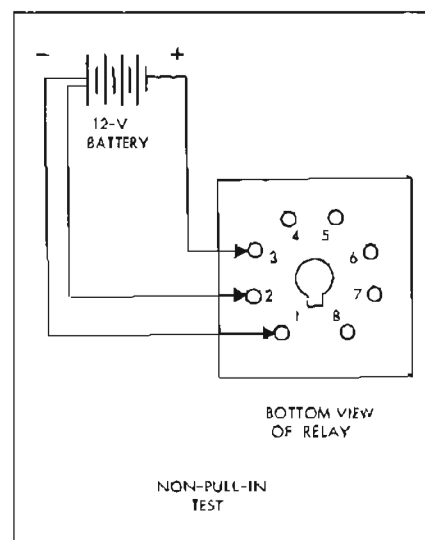 − +
12-V
BATTERY
4 5
3 6
2 7
1 8
BOTTOM VIEW
OF RELAY
NON-PULL-IN
TEST